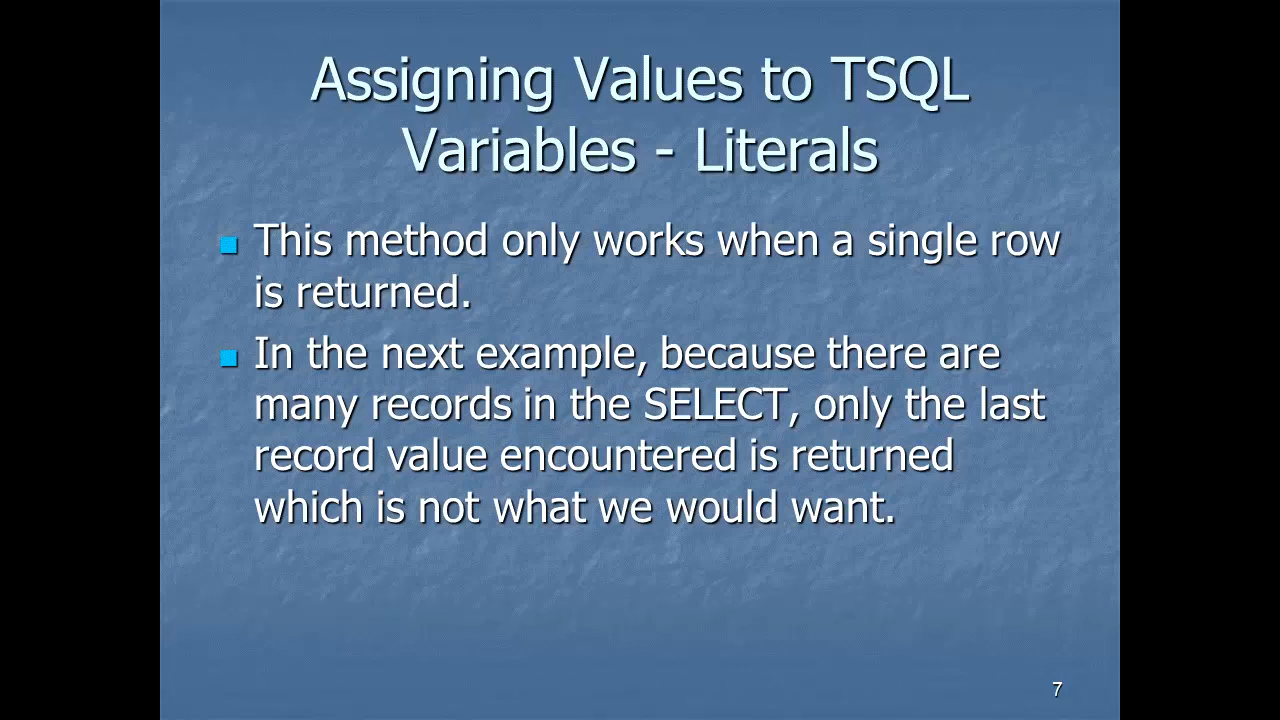 Assigning Values to TSQL
Variables - Literals
This method only works when a single row
is returned.
In the next example, because there are
many records in the SELECT, only the last
record value encountered is returned
which is not what we would want.
7